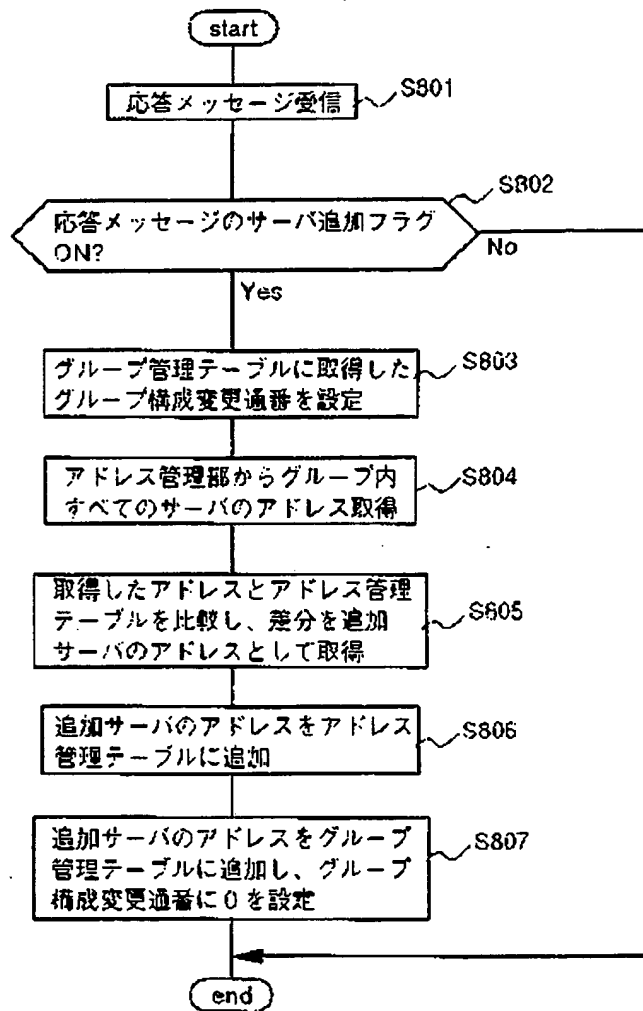 start
応答メッセージ受信
S801
S802
応答メッセージのサーバ追加フラグ
ON?
No
Yes
グループ管理テーブルに取得した
グループ構成変更通番を設定
S803
アドレス管理部からグループ内
すべてのサーバのアドレス取得
S804
取得したアドレスとアドレス管理
テーブルを比較し、差分を追加
サーバのアドレスとして取得
S805
追加サーバのアドレスをアドレス
管理テーブルに追加
S806
追加サーバのアドレスをグループ
管理テーブルに追加し、グループ
構成変更通番に0を設定
S807
end